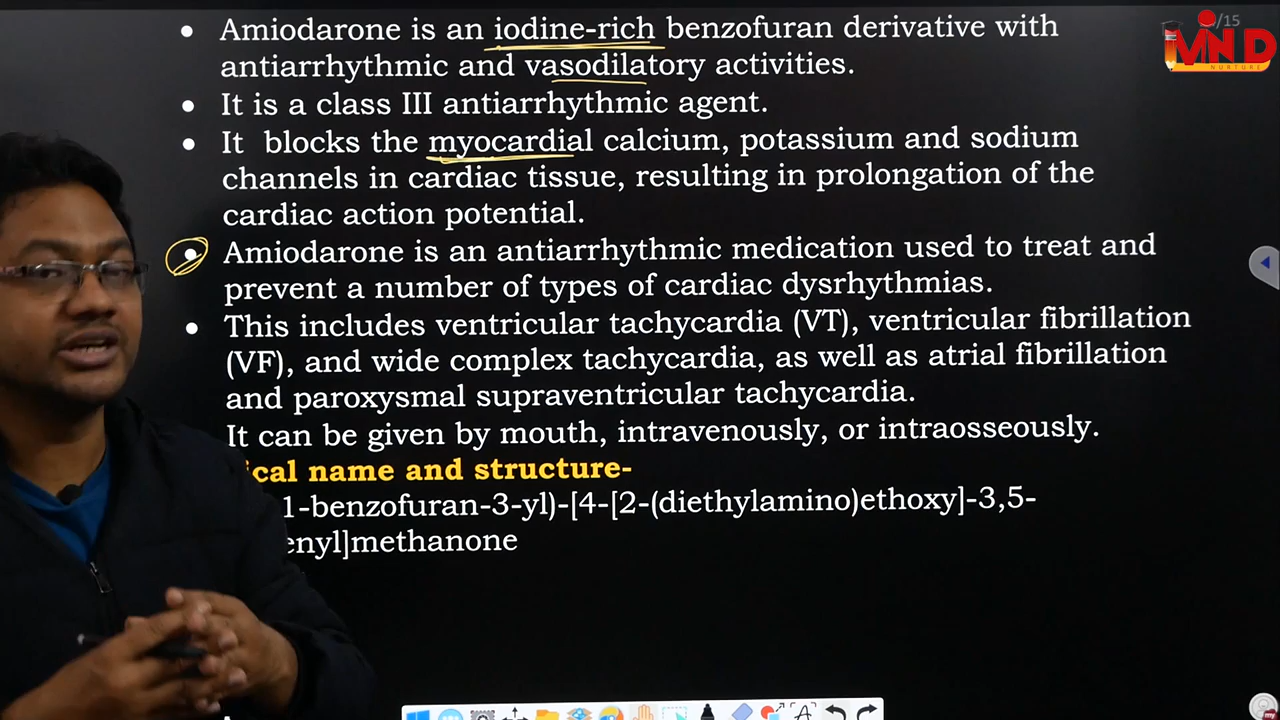 Amiodarone is an iodine-rich benzofuran derivative with
antiarrhythmic and vasodilatory activities.
It is a class III antiarrhythmic agent.
It blocks the myocardial calcium, potassium and sodium
channels in cardiac tissue, resulting in prolongation of the
cardiac action potential.
Amiodarone is an antiarrhythmic medication used to treat and
prevent a number of types of cardiac dysrhythmias.
This includes ventricular tachycardia (VT), ventricular fibrillation
(VF), and wide complex tachycardia, as well as atrial fibrillation
and paroxysmal supraventricular tachycardia.
It can be given by mouth, intravenously, or intraosseously.
ical name and structure-
1-benzofuran-3-yl)-[4-[2-(diethylamino)ethoxy]-3,5-
enyl]methanone
/15
MIND
NURTURE